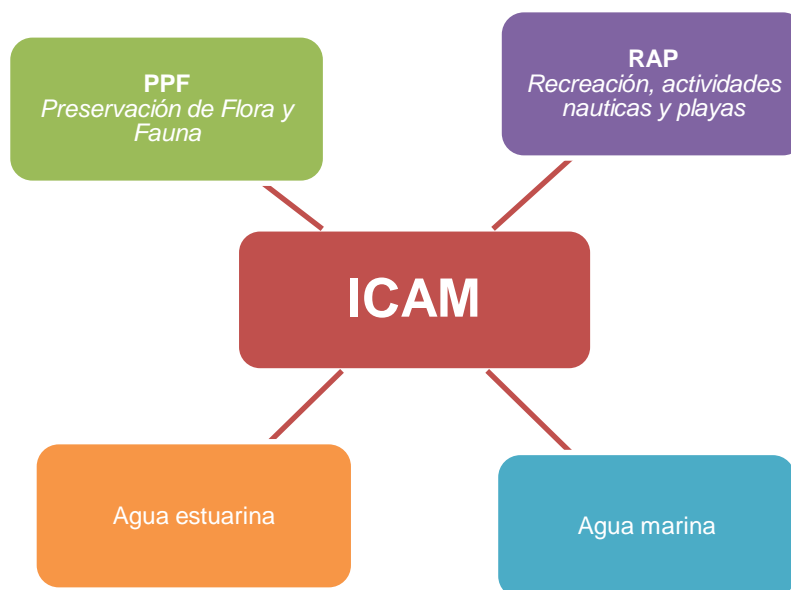 PPF
Preservación de Flora y
Fauna
RAP
Recreación, actividades
nauticas y playas
ICAM
Agua estuarina
Agua marina